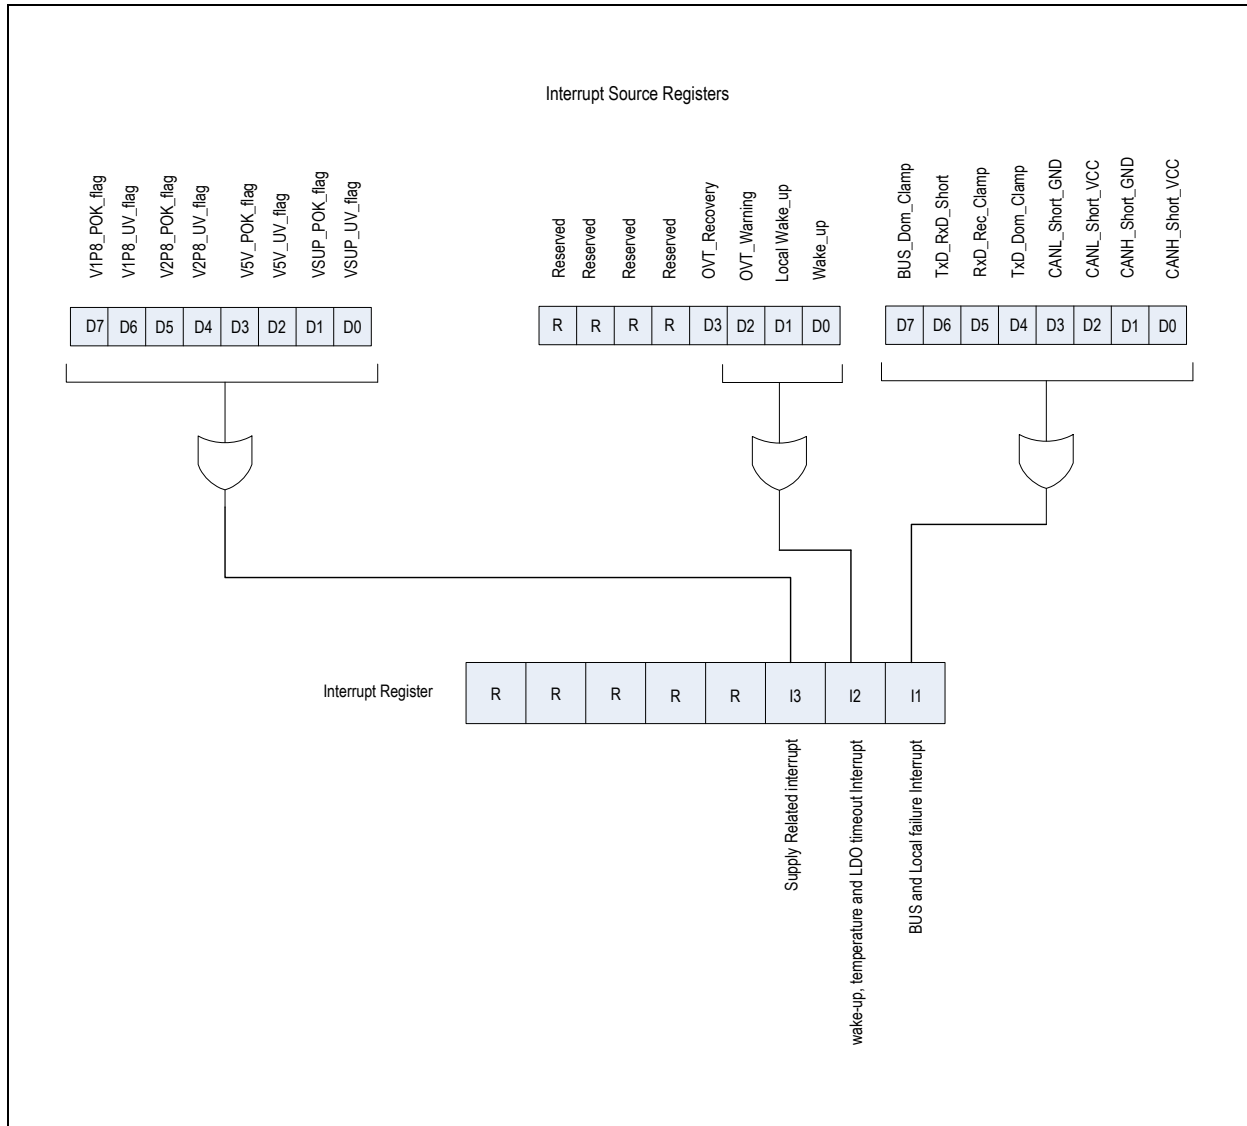 Interrupt Source Registers
V1P8_POK_flag
V1P8_UV_flag
V2P8_POK_flag
V2P8_UV_flag
V5V_POK_flag
V5V_UV_flag
VSUP_POK_flag
VSUP_UV_flag
Reserved
Reserved
Reserved
Reserved
OVT_Recovery
OVT_Warning
Local Wake_up
Wake_up
BUS_Dom_Clamp
TxD_RxD_Short
RxD_Rec_Clamp
TxD_Dom_Clamp
CANL_Short_GND
CANL_Short_VCC
CANH_Short_GND
CANH_Short_VCC
D7 D6 D5 D4 D3 D2 D1 D0
R R R R D3 D2 D1 D0
D7 D6 D5 D4 D3 D2 D1 D0
Interrupt Register
R R R R R I3 I2 I1
Supply Related interrupt
wake-up, temperature and LDO timeout Interrupt
BUS and Local failure Interrupt